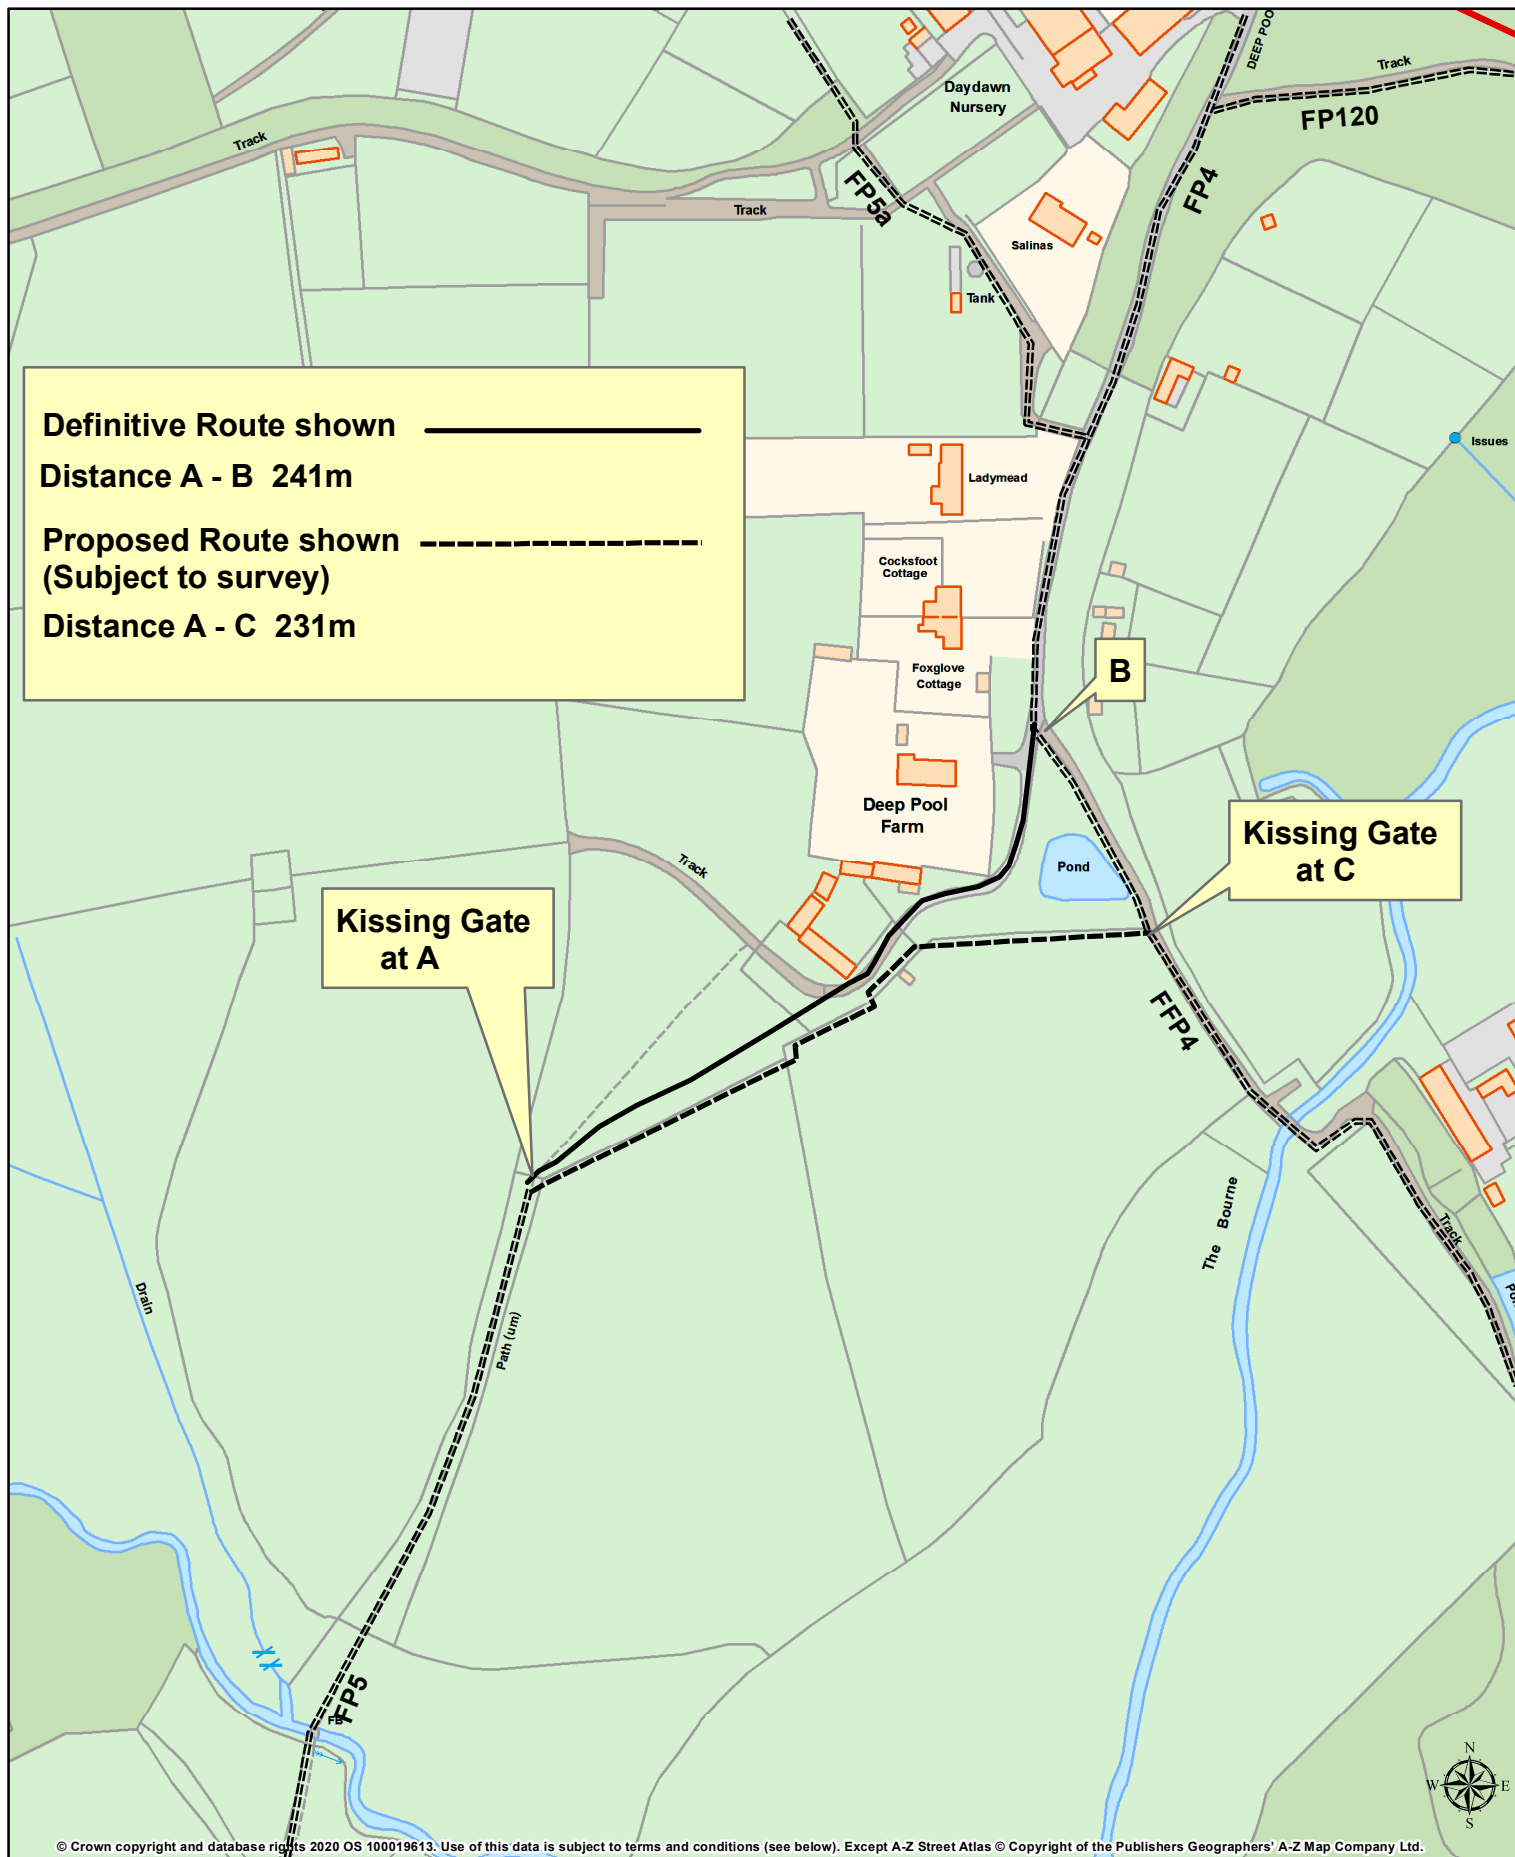 DEEP POO
Track
FP120
Daydawn
Nursery
Track
FP4
FP5a
Track
Salinas
Tank
Definitive Route shown
Distance A - B 241m
Proposed Route shown
(Subject to survey)
Distance A - C 231m
Issues
Ladymead
Cocksfoot
Cottage
Foxglove
Cottage
B
Deep Pool
Farm
Kissing Gate
at C
Track
Pond
Kissing Gate
at A
FFP4
The Bourne
Track
Drain
Path (um)
FP5
FB
N
W
E
S
© Crown copyright and database rights 2020 OS 100019613. Use of this data is subject to terms and conditions (see below). Except A-Z Street Atlas © Copyright of the Publishers Geographers' A-Z Map Company Ltd.